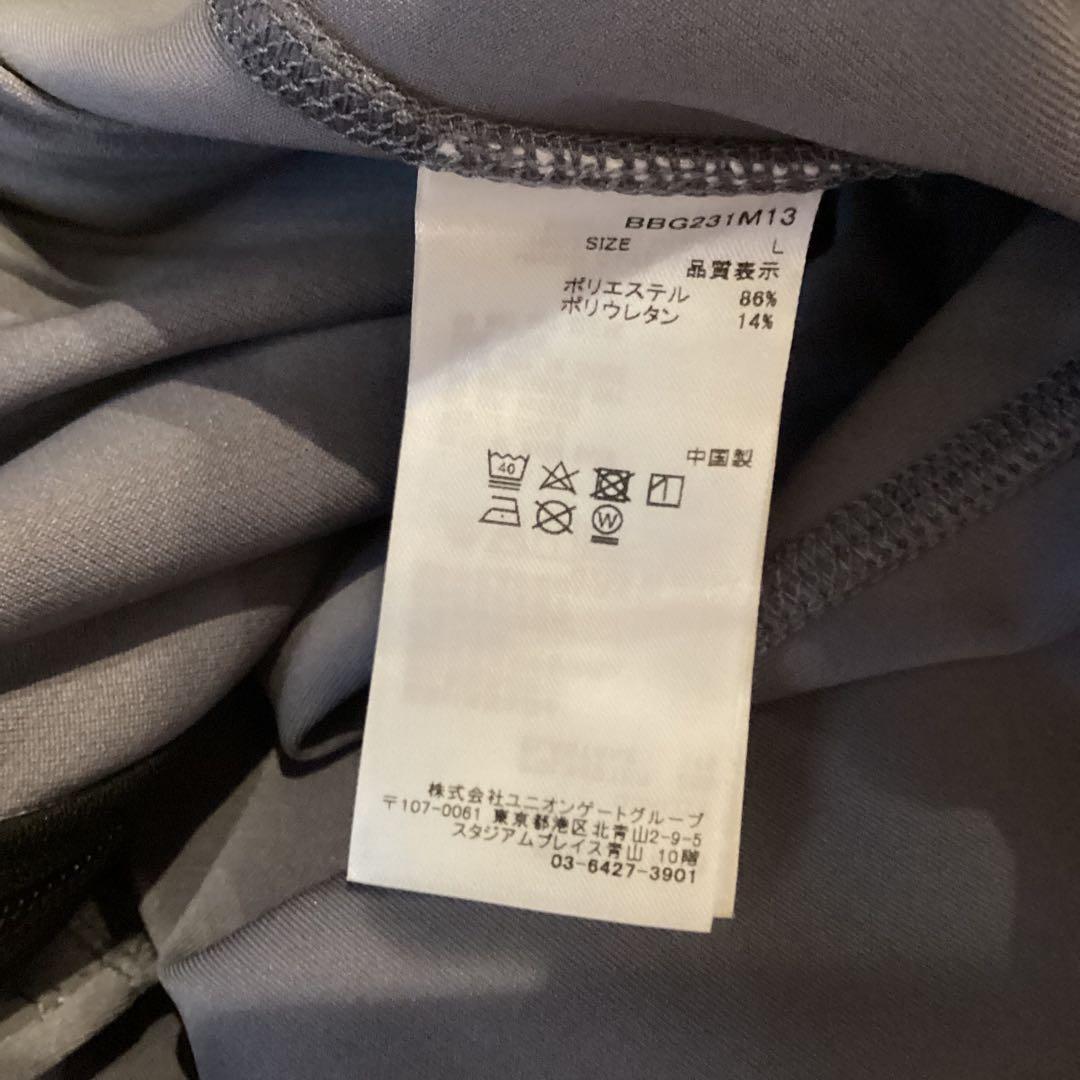 BBG231M13
SIZE L
品質表示
ポリエステル 86%
ポリウレタン 14%
中国製
40
W
株式会社ユニオンゲートグループ
〒107-0061 東京都港区北青山2-9-5
スタジアムプレイス青山 10階
03-6427-3901